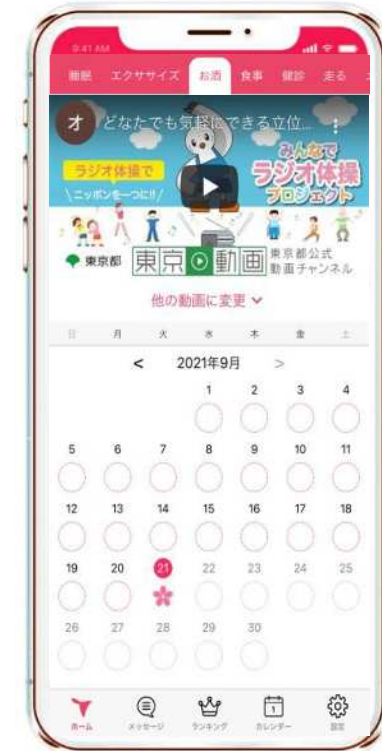 9:41 AM
睡眠 エクササイズ お酒 食事 健診 走る
オ どなたでも気軽にできる立位...
ラジオ体操で
\ニッポンを一つに!!/
みんなで
ラジオ体操
プロジェクト
東京都 東京動画 東京都公式
動画チャンネル
他の動画に変更
日 月 火 水 木 金 土
< 2021年9月 >
1 2 3 4
5 6 7 8 9 10 11
12 13 14 15 16 17 18
19 20 21 22 23 24 25
26 27 28 29 30
1
ホーム メッセージ ランキング カレンダー 設定